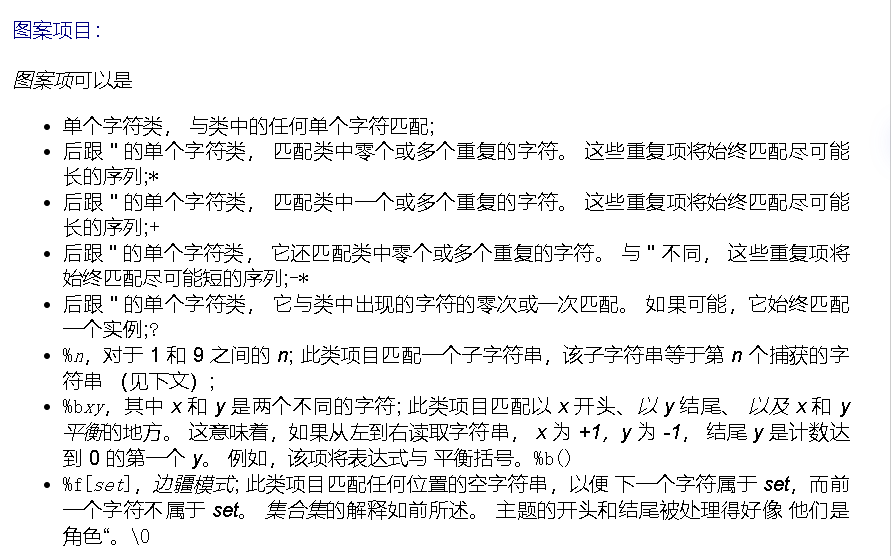 图案项目：
图案项可以是
• 单个字符类， 与类中的任何单个字符匹配;
• 后跟 '' 的单个字符类， 匹配类中零个或多个重复的字符。 这些重复项将始终匹配尽可能
长的序列;*
• 后跟 '' 的单个字符类， 匹配类中一个或多个重复的字符。 这些重复项将始终匹配尽可能
长的序列;+
• 后跟 '' 的单个字符类， 它还匹配类中零个或多个重复的字符。 与 '' 不同， 这些重复项将
始终匹配尽可能短的序列;-*
• 后跟 '' 的单个字符类， 它与类中出现的字符的零次或一次匹配。 如果可能，它始终匹配
一个实例;?
• %n，对于 1 和 9 之间的 n; 此类项目匹配一个子字符串，该子字符串等于第 n 个捕获的字
符串 （见下文）;
• %bxy，其中 x 和 y 是两个不同的字符; 此类项目匹配以 x 开头、以 y 结尾、 以及 x 和 y
平衡的地方。 这意味着，如果从左到右读取字符串， x 为 +1，y 为 -1， 结尾 y 是计数达
到 0 的第一个 y。 例如，该项将表达式与 平衡括号。%b()
• %f[set]，边疆模式; 此类项目匹配任何位置的空字符串，以便 下一个字符属于 set，而前
一个字符不属于 set。 集合集的解释如前所述。 主题的开头和结尾被处理得好像 他们是
角色“。\0